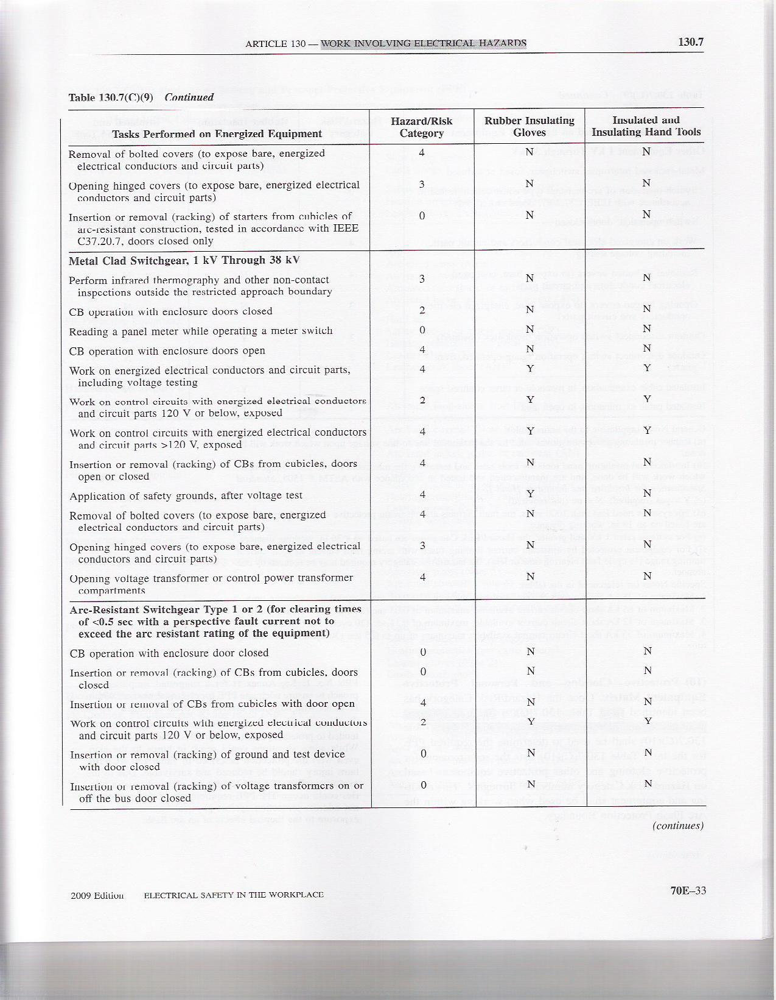 ARTICLE 130 — WORK INVOLVING ELECTRICAL HAZARDS 130.7
Table 130.7(C)(9) Continued
Tasks Performed on Energized Equipment Hazard/Risk Category Rubber Insulating Gloves Insulated and Insulating Hand Tools
Removal of bolted covers (to expose bare, energized 4 N N
electrical conductors and circuit parts)
Opening hinged covers (to expose bare, energized electrical 3 N N
conductors and circuit parts)
Insertion or removal (racking) of starters from cubicles of 0 N N
arc-resistant construction, tested in accordance with IEEE
C37.20.7, doors closed only
Metal Clad Switchgear, 1 kV Through 38 kV
Perform infrared thermography and other non-contact 3 N N
inspections outside the restricted approach boundary
CB operation with enclosure doors closed 2 N N
Reading a panel meter while operating a meter switch 0 N N
CB operation with enclosure doors open 4 N N
Work on energized electrical conductors and circuit parts, 4 Y Y
including voltage testing
Work on control circuits with energized electrical conductors 2 Y Y
and circuit parts 120 V or below, exposed
Work on control circuits with energized electrical conductors 4 Y Y
and circuit parts >120 V, exposed
Insertion or removal (racking) of CBs from cubicles, doors 4 N N
open or closed
Application of safety grounds, after voltage test 4 Y N
Removal of bolted covers (to expose bare, energized 4 N N
electrical conductors and circuit parts)
Opening hinged covers (to expose bare, energized electrical 3 N N
conductors and circuit parts)
Opening voltage transformer or control power transformer 4 N N
compartments
Arc-Resistant Switchgear Type 1 or 2 (for clearing times
of <0.5 sec with a perspective fault current not to
exceed the arc resistant rating of the equipment)
CB operation with enclosure door closed 0 N N
Insertion or removal (racking) of CBs from cubicles, doors 0 N N
closed
Insertion or removal of CBs from cubicles with door open 4 N N
Work on control circuits with energized electrical conductors 2 Y Y
and circuit parts 120 V or below, exposed
Insertion or removal (racking) of ground and test device 0 N N
with door closed
Insertion or removal (racking) of voltage transformers on or 0 N N
off the bus door closed
(continues)
2009 Edition ELECTRICAL SAFETY IN THE WORKPLACE 70E–33